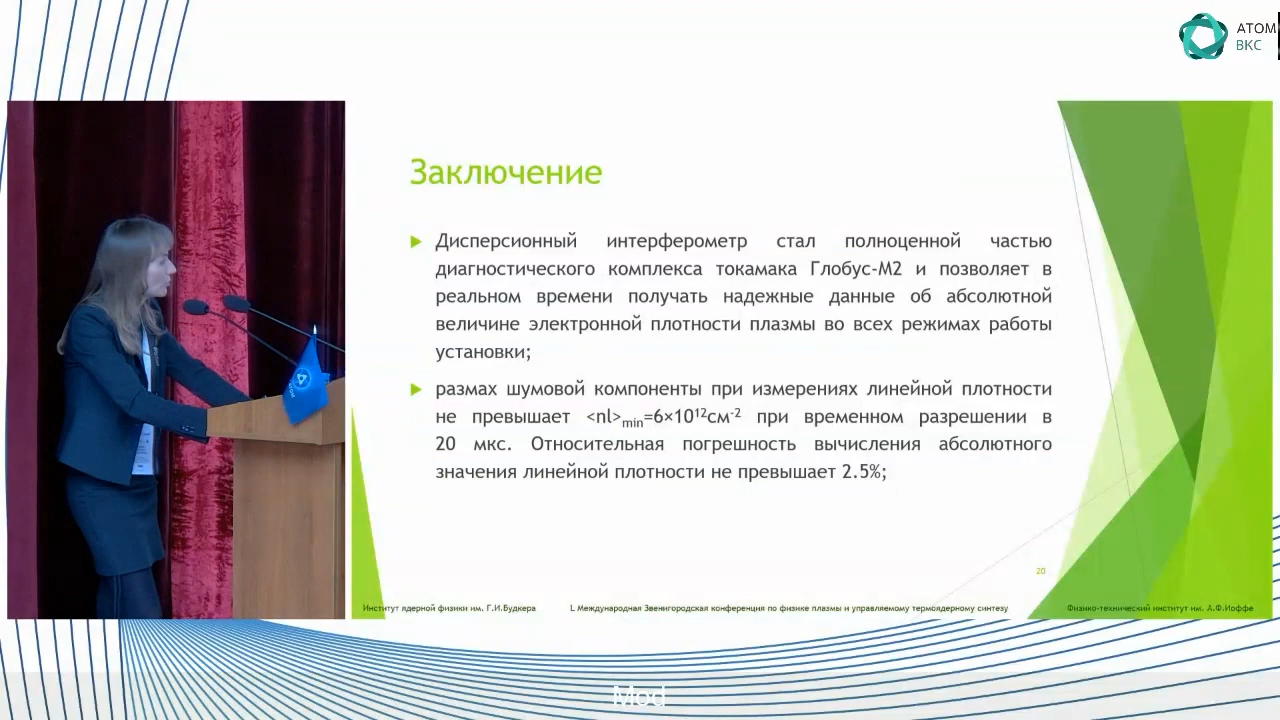 АТОМ
ВКС
Заключение
Дисперсионный интерферометр стал полноценной частью
диагностического комплекса токамака Глобус-М2 и позволяет в
реальном времени получать надежные данные об абсолютной
величине электронной плотности плазмы во всех режимах работы
установки;
размах шумовой компоненты при измерениях линейной плотности
не превышает <nl>min=6×10¹²см⁻² при временном разрешении в
20 мкс. Относительная погрешность вычисления абсолютного
значения линейной плотности не превышает 2.5%;
20
Институт ядерной физики им. Г.И.Будкера
L Международная Звенигородская конференция по физике плазмы и управляемому термоядерному синтезу
Физико-технический институт им. А.Ф.Иоффе
Mod